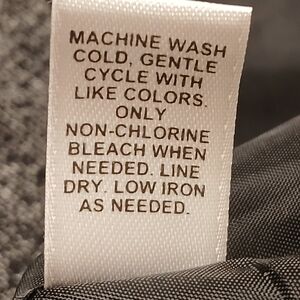 MACHINE WASH
COLD, GENTLE
CYCLE WITH
LIKE COLORS.
ONLY
NON-CHLORINE
BLEACH WHEN
NEEDED. LINE
DRY. LOW IRON
AS NEEDED.